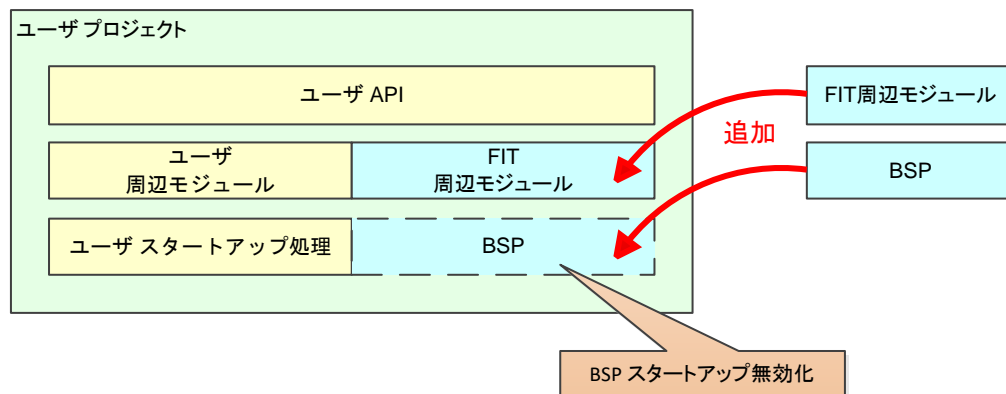 ユーザ プロジェクト
ユーザ API
FIT周辺モジュール
追加
ユーザ
周辺モジュール
FIT
周辺モジュール
BSP
ユーザ スタートアップ処理
BSP
BSP スタートアップ無効化